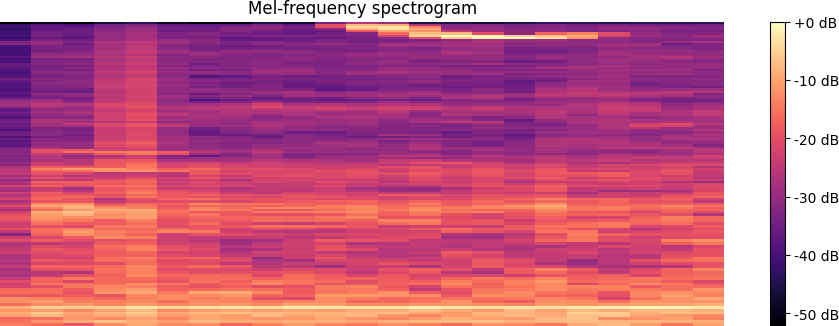 Mel-frequency spectrogram
+0 dB
-10 dB
-20 dB
-30 dB
-40 dB
-50 dB